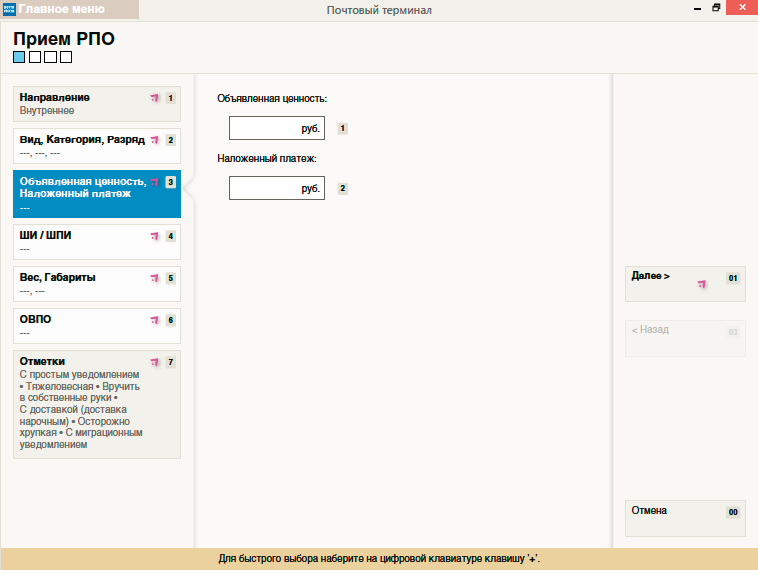 Главное меню
Почтовый терминал
Прием РПО
Направление 1
Внутреннее
Вид, Категория, Разряд 2
---, ---, ---
Объявленная ценность, 3
Наложенный платеж
---
ШИ / ШПИ 4
---
Вес, Габариты 5
---, ---
ОВПО 6
---
Отметки 7
С простым уведомлением
• Тяжеловесная • Вручить
в собственные руки •
С доставкой (доставка
нарочным) • Осторожно
хрупкая • С миграционным
уведомлением
Объявленная ценность:
руб. 1
Наложенный платеж:
руб. 2
Далее > 01
< Назад 03
Отмена 00
Для быстрого выбора наберите на цифровой клавиатуре клавишу '+'.